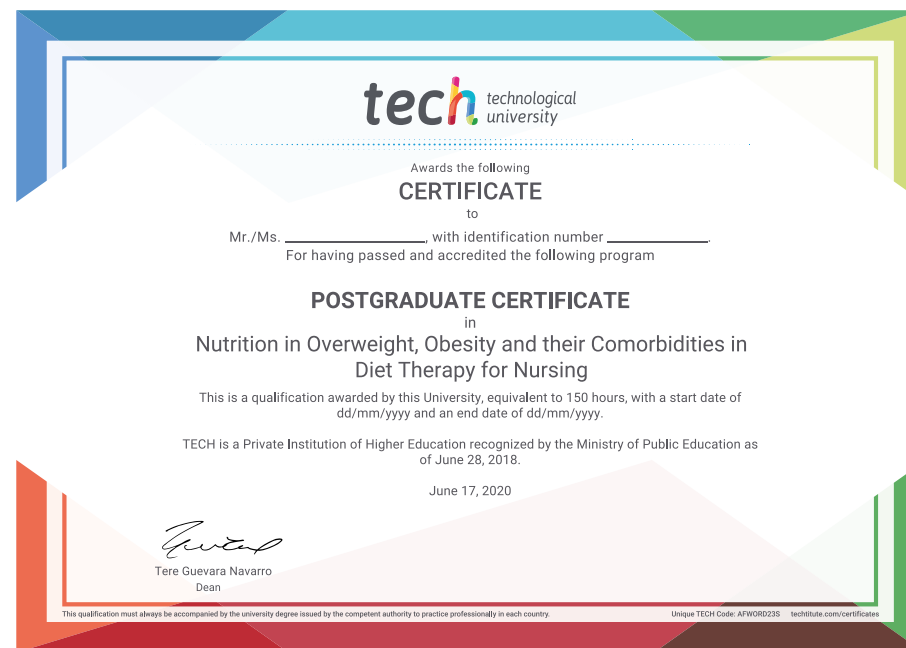 tech technological
university
Awards the following
CERTIFICATE
to
Mr./Ms. ____________________, with identification number ______________.
For having passed and accredited the following program
POSTGRADUATE CERTIFICATE
in
Nutrition in Overweight, Obesity and their Comorbidities in
Diet Therapy for Nursing
This is a qualification awarded by this University, equivalent to 150 hours, with a start date of
dd/mm/yyyy and an end date of dd/mm/yyyy.
TECH is a Private Institution of Higher Education recognized by the Ministry of Public Education as
of June 28, 2018.
June 17, 2020
Tere Guevara Navarro
Dean
This qualification must always be accompanied by the university degree issued by the competent authority to practice professionally in each country.
Unique TECH Code: AFWORD23S techtitute.com/certificates